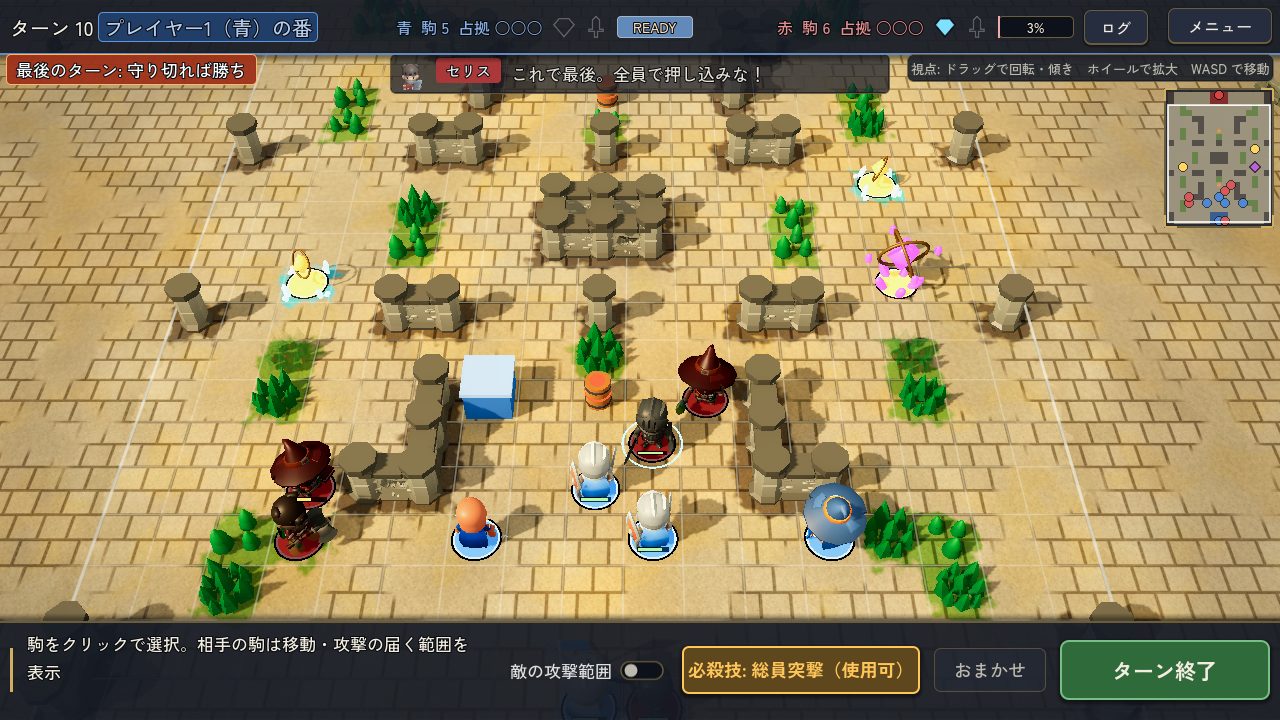 ターン 10 プレイヤー1（青）の番
青 駒 5 占拠 〇〇〇 READY
赤 駒 6 占拠 〇〇〇 3%
ログ
メニュー
最後のターン: 守り切れば勝ち
セリス これで最後。全員で押し込みな！
視点: ドラッグで回転・傾き ホイールで拡大 WASD で移動
駒をクリックで選択。相手の駒は移動・攻撃の届く範囲を
表示
敵の攻撃範囲
必殺技: 総員突撃（使用可）
おまかせ
ターン終了